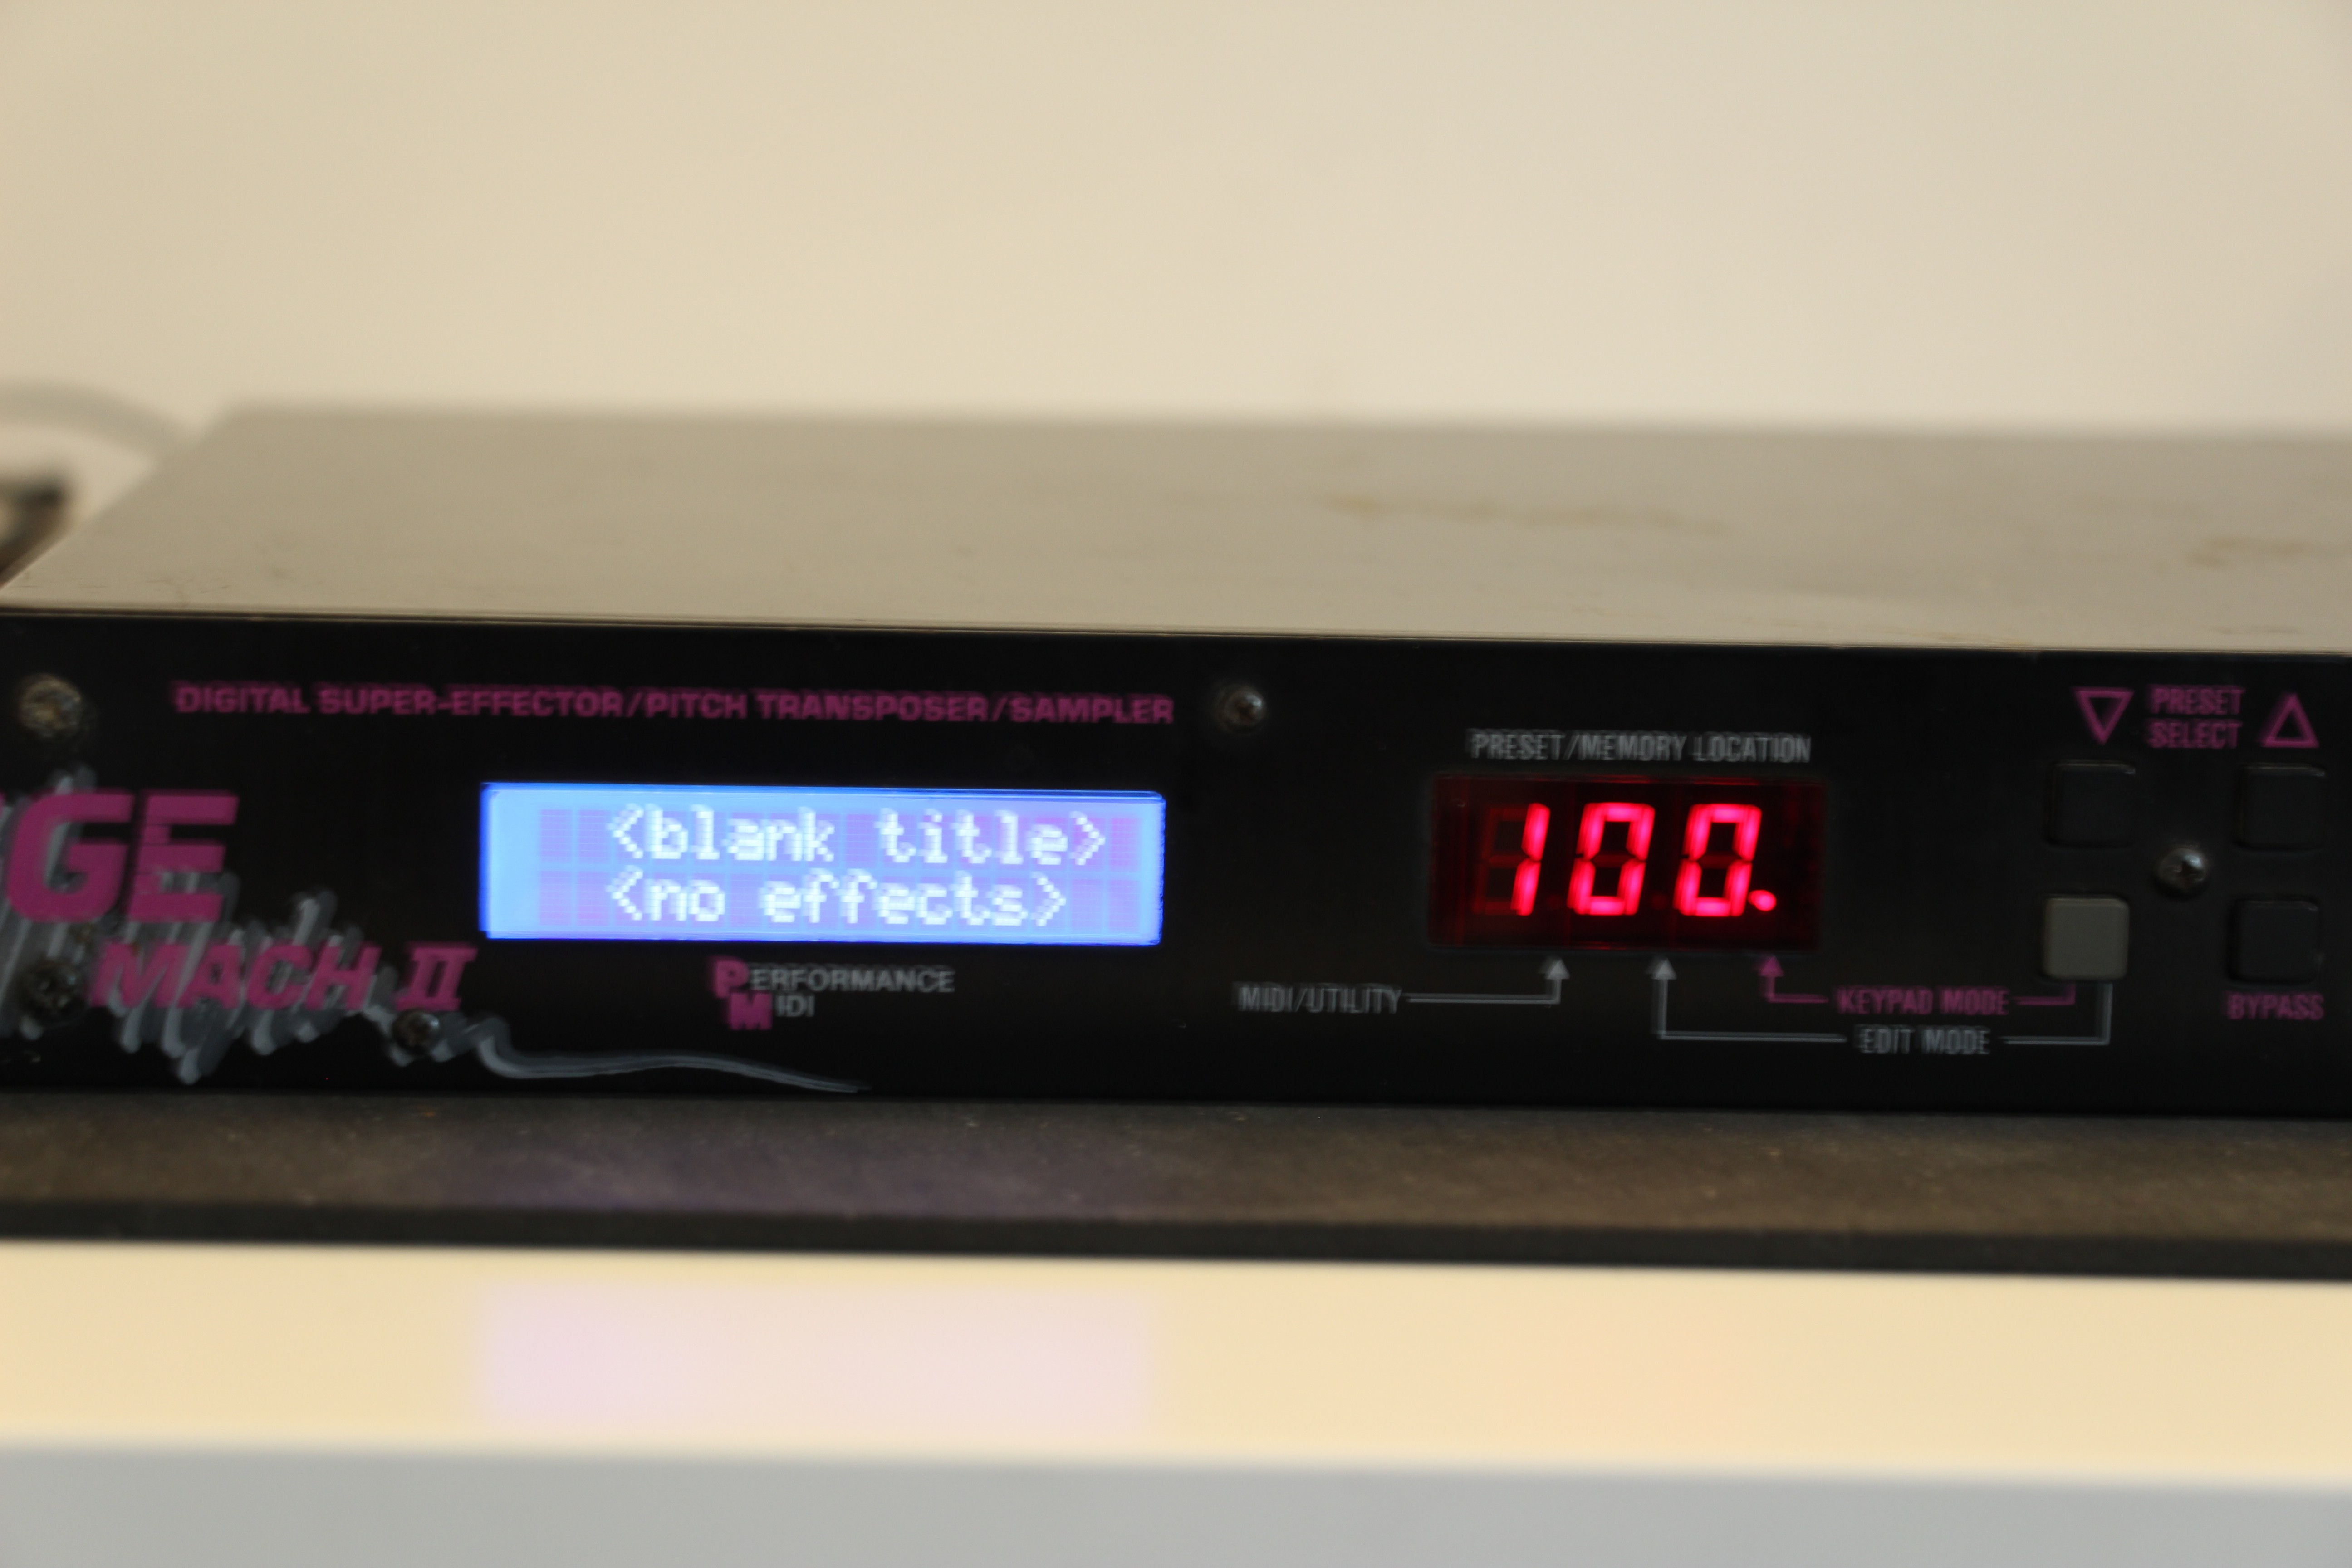 DIGITAL SUPER-EFFECTOR/PITCH TRANSPOSER/SAMPLER
GE
MACH II
<blank title>
<no effects>
PERFORMANCE
MIDI
PRESET/MEMORY LOCATION
100.
MIDI/UTILITY
KEYPAD MODE
EDIT MODE
PRESET
SELECT
BYPASS